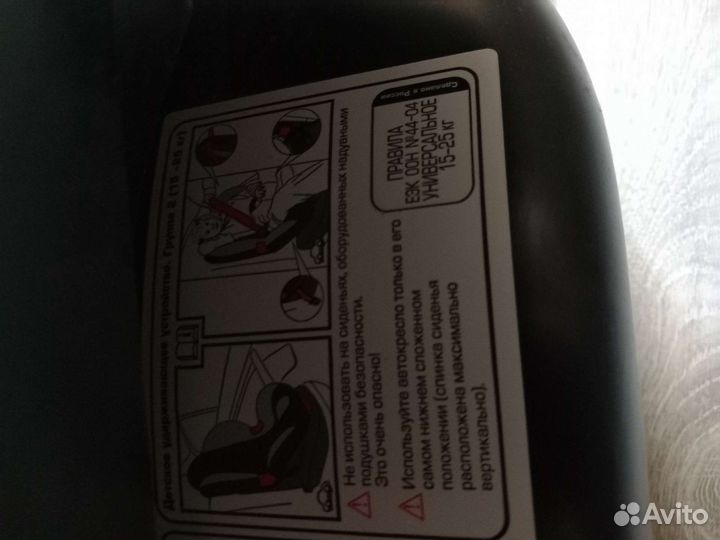 Детское удерживающее устройство. Группа 2 (15 - 25 кг)
Не использовать на сиденьях, оборудованных надувными
подушками безопасности.
Это очень опасно!
Используйте автокресло только в его
самом нижнем сложенном
положении (спинка сиденья
расположена максимально
вертикально).
Сделано в
России
ПРАВИЛА
ЕЭК ООН №44-04
УНИВЕРСАЛЬНОЕ
15-25 кг
Avito